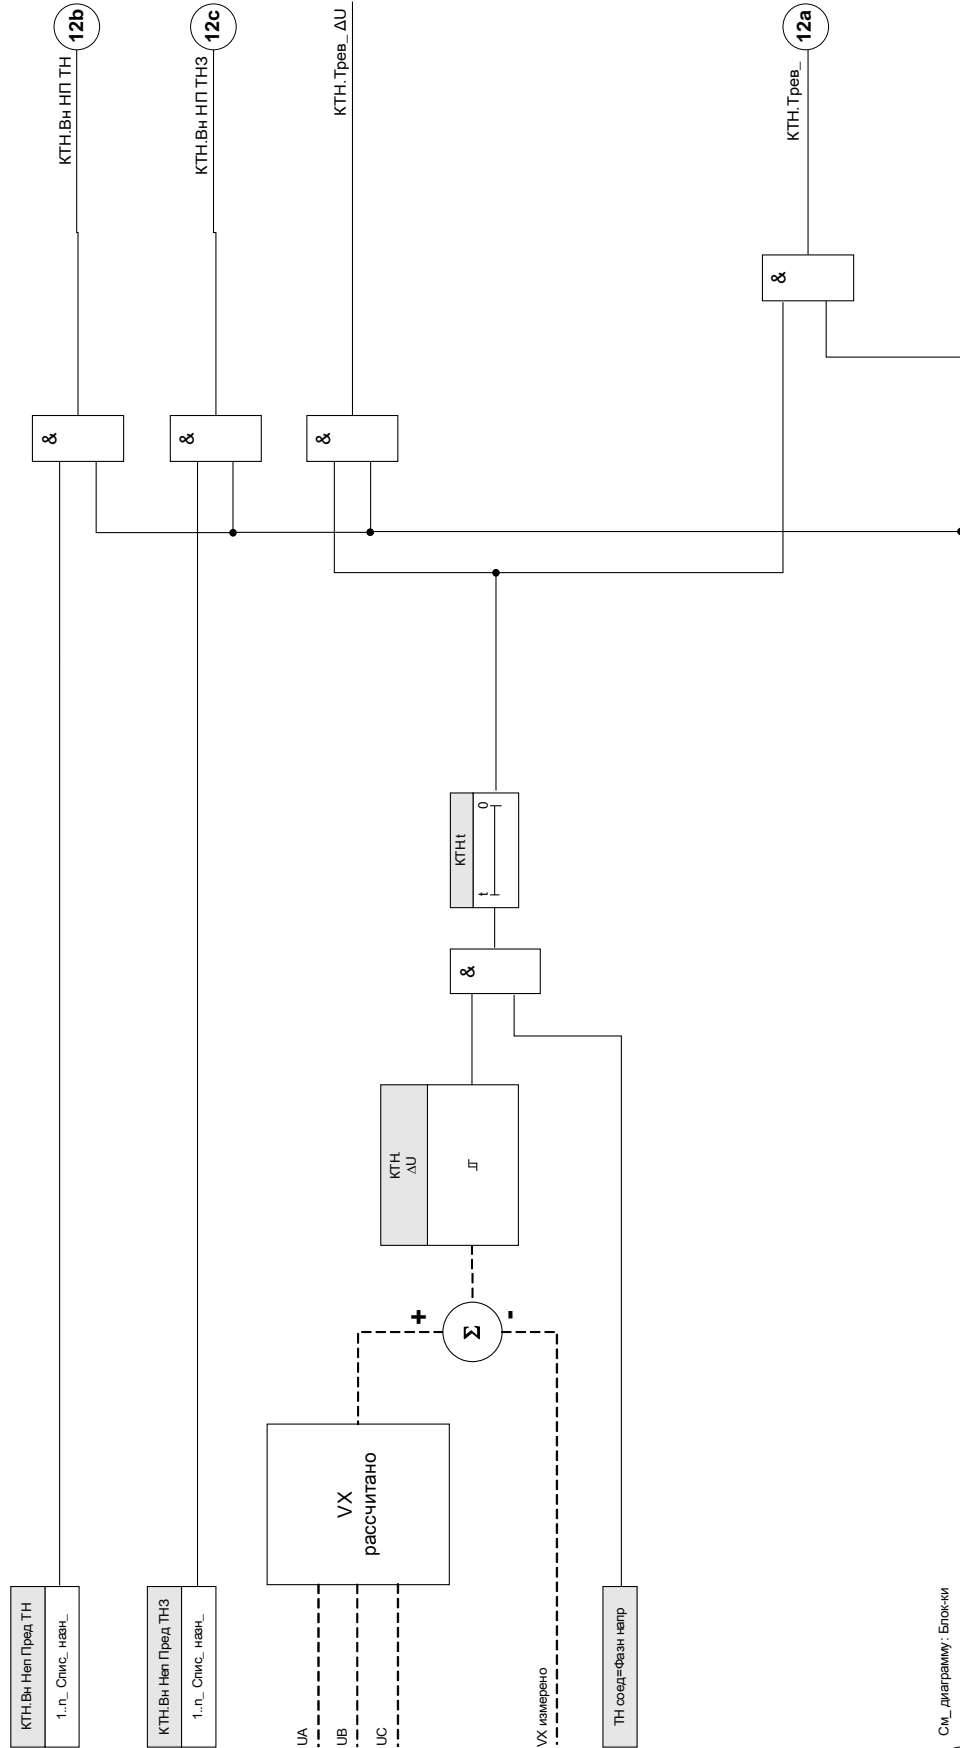 КТН.Вн Неп Пред ТН
1..n_ Спис_ назн_
&
КТН.Вн НП ТН
12b
КТН.Вн Неп Пред ТНЗ
1..n_ Спис_ назн_
&
КТН.Вн НП ТНЗ
12c
UA
UB
UC
VX
рассчитано
VX измерено
+
Σ
-
КТН.
ΔU
&
КТН.t
t
0
&
КТН.Трев_ ΔU
ТН соед=Фазн напр
&
КТН.Трев_
12a
См_ диаграмму: Блок-ки